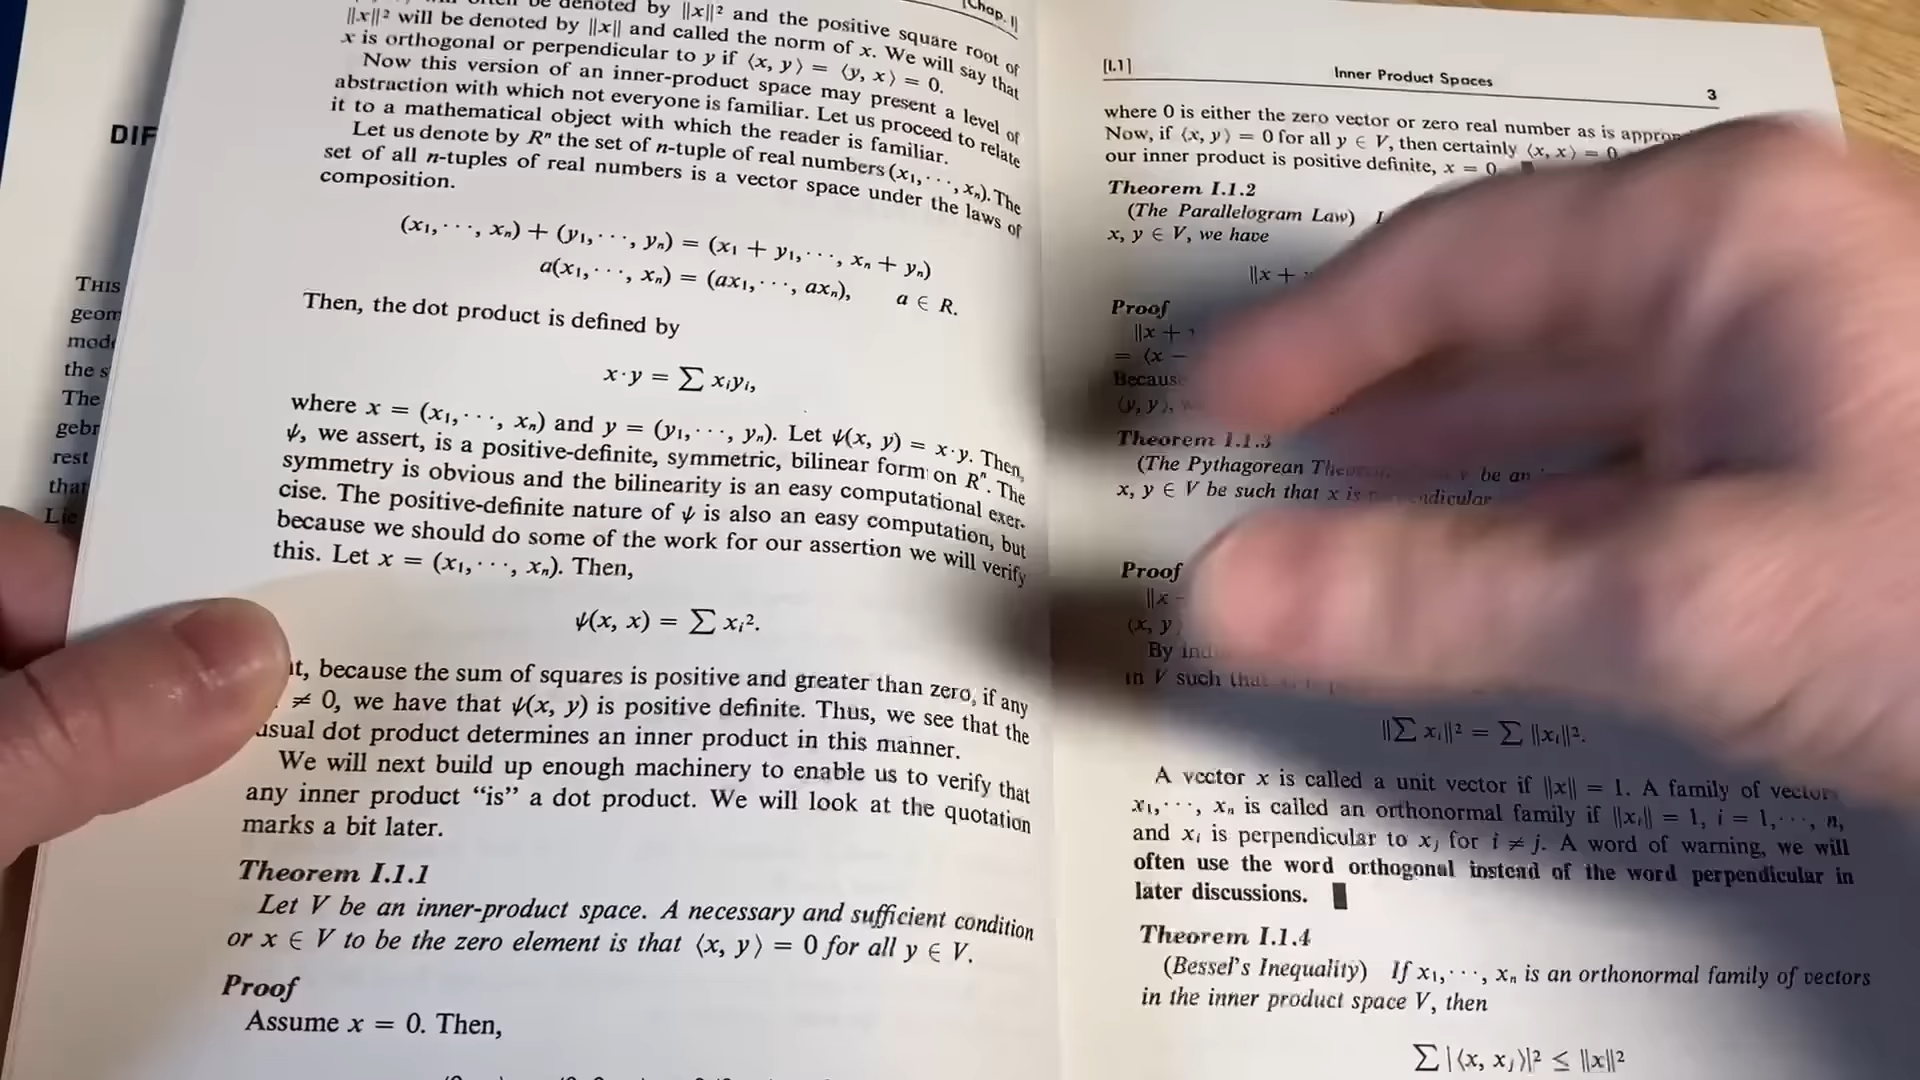 DIF
THIS
geom
mod
the s
The
gebr
rest
that
Lie
[Chap. I]
be denoted by ||x||² and the positive square root of
||x||² will be denoted by ||x|| and called the norm of x. We will say that
x is orthogonal or perpendicular to y if ⟨x, y⟩ = ⟨y, x⟩ = 0.
Now this version of an inner-product space may present a level of
abstraction with which not everyone is familiar. Let us proceed to relate
it to a mathematical object with which the reader is familiar.
Let us denote by Rⁿ the set of n-tuple of real numbers (x₁, · · ·, xₙ). The
set of all n-tuples of real numbers is a vector space under the laws of
composition.
(x₁, · · ·, xₙ) + (y₁, · · ·, yₙ) = (x₁ + y₁, · · ·, xₙ + yₙ)
a(x₁, · · ·, xₙ) = (ax₁, · · ·, axₙ), a ∈ R.
Then, the dot product is defined by
x·y = ∑ xᵢyᵢ,
where x = (x₁, · · ·, xₙ) and y = (y₁, · · ·, yₙ). Let ψ(x, y) = x·y. Then,
ψ, we assert, is a positive-definite, symmetric, bilinear form on Rⁿ. The
symmetry is obvious and the bilinearity is an easy computational exer-
cise. The positive-definite nature of ψ is also an easy computation, but
because we should do some of the work for our assertion we will verify
this. Let x = (x₁, · · ·, xₙ). Then,
ψ(x, x) = ∑ xᵢ².
because the sum of squares is positive and greater than zero, if any
≠ 0, we have that ψ(x, y) is positive definite. Thus, we see that the
usual dot product determines an inner product in this manner.
We will next build up enough machinery to enable us to verify that
any inner product “is” a dot product. We will look at the quotation
marks a bit later.
Theorem I.1.1
Let V be an inner-product space. A necessary and sufficient condition
or x ∈ V to be the zero element is that ⟨x, y⟩ = 0 for all y ∈ V.
Proof
Assume x = 0. Then,
[I.1] Inner Product Spaces 3
where 0 is either the zero vector or zero real number as is
Now, if ⟨x, y⟩ = 0 for all y ∈ V, then certainly ⟨x, x⟩ = 0
our inner product is positive definite, x = 0
Theorem I.1.2
(The Parallelogram Law)
x, y ∈ V, we have
||x +
Proof
||x +
= ⟨x −
Because
⟨y, y⟩,
Theorem I.1.3
(The Pythagorean be an
x, y ∈ V be such that x is
Proof
||x
⟨x, y
By
in V such that
||∑ xᵢ||² = ∑ ||xᵢ||².
A vector x is called a unit vector if ||x|| = 1. A family of vectors
x₁, · · ·, xₙ is called an orthonormal family if ||xᵢ|| = 1, i = 1, · · ·, n,
and xᵢ is perpendicular to xⱼ for i ≠ j. A word of warning, we will
often use the word orthogonal instead of the word perpendicular in
later discussions. ▮
Theorem I.1.4
(Bessel's Inequality) If x₁, · · ·, xₙ is an orthonormal family of vectors
in the inner product space V, then
∑ |⟨x, xⱼ⟩|² ≤ ||x||²